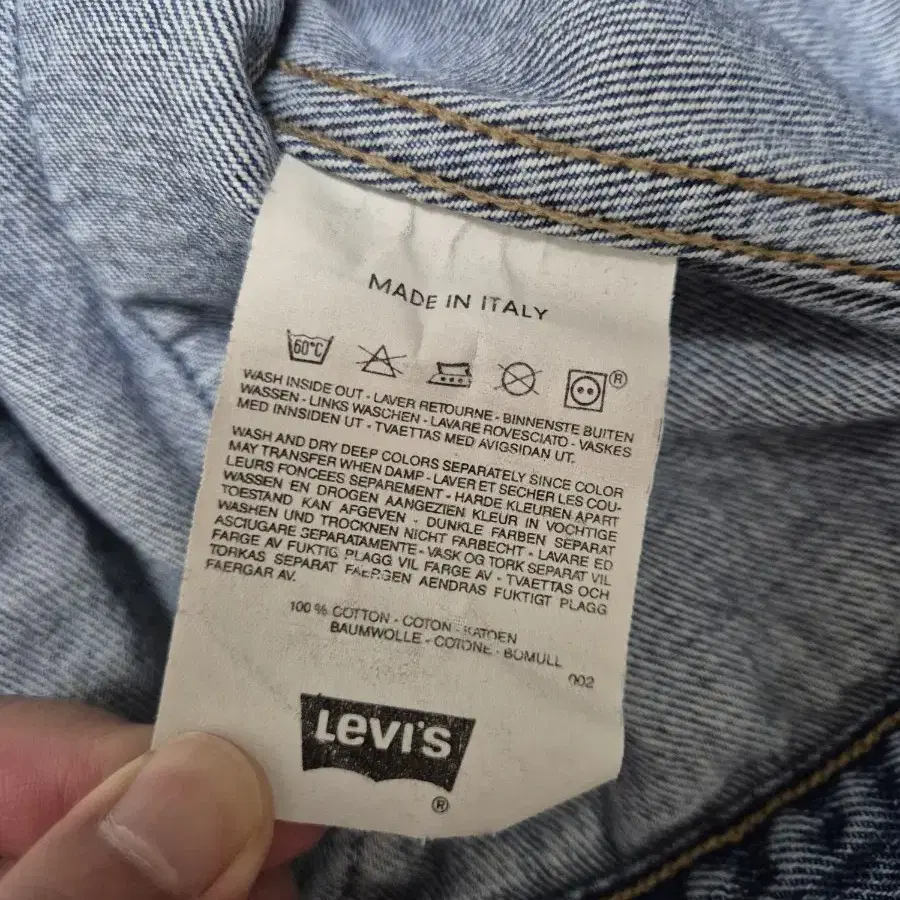 MADE IN ITALY
60°C
®
WASH INSIDE OUT - LAVER RETOURNE - BINNENSTE BUITEN
WASSEN - LINKS WASCHEN - LAVARE ROVESCIATO - VASKES
MED INNSIDEN UT - TVAETTAS MED AVIGSIDAN UT.
WASH AND DRY DEEP COLORS SEPARATELY SINCE COLOR
MAY TRANSFER WHEN DAMP - LAVER ET SECHER LES COU-
LEURS FONCEES SEPAREMENT - HARDE KLEUREN APART
WASSEN EN DROGEN AANGEZIEN KLEUR IN VOCHTIGE
TOESTAND KAN AFGEVEN - DUNKLE FARBEN SEPARAT
WASHEN UND TROCKNEN NICHT FARBECHT - LAVARE ED
ASCIUGARE SEPARATAMENTE - VASK OG TORK SEPARAT VIL
FARGE AV FUKTIG PLAGG VIL FARGE AV - TVAETTAS OCH
TORKAS SEPARAT FAERGEN AENDRAS FUKTIGT PLAGG
FAERGAR AV.
100 % COTTON - COTON - KATOEN
BAUMWOLLE - COTONE - BOMULL
002
Levi's
®